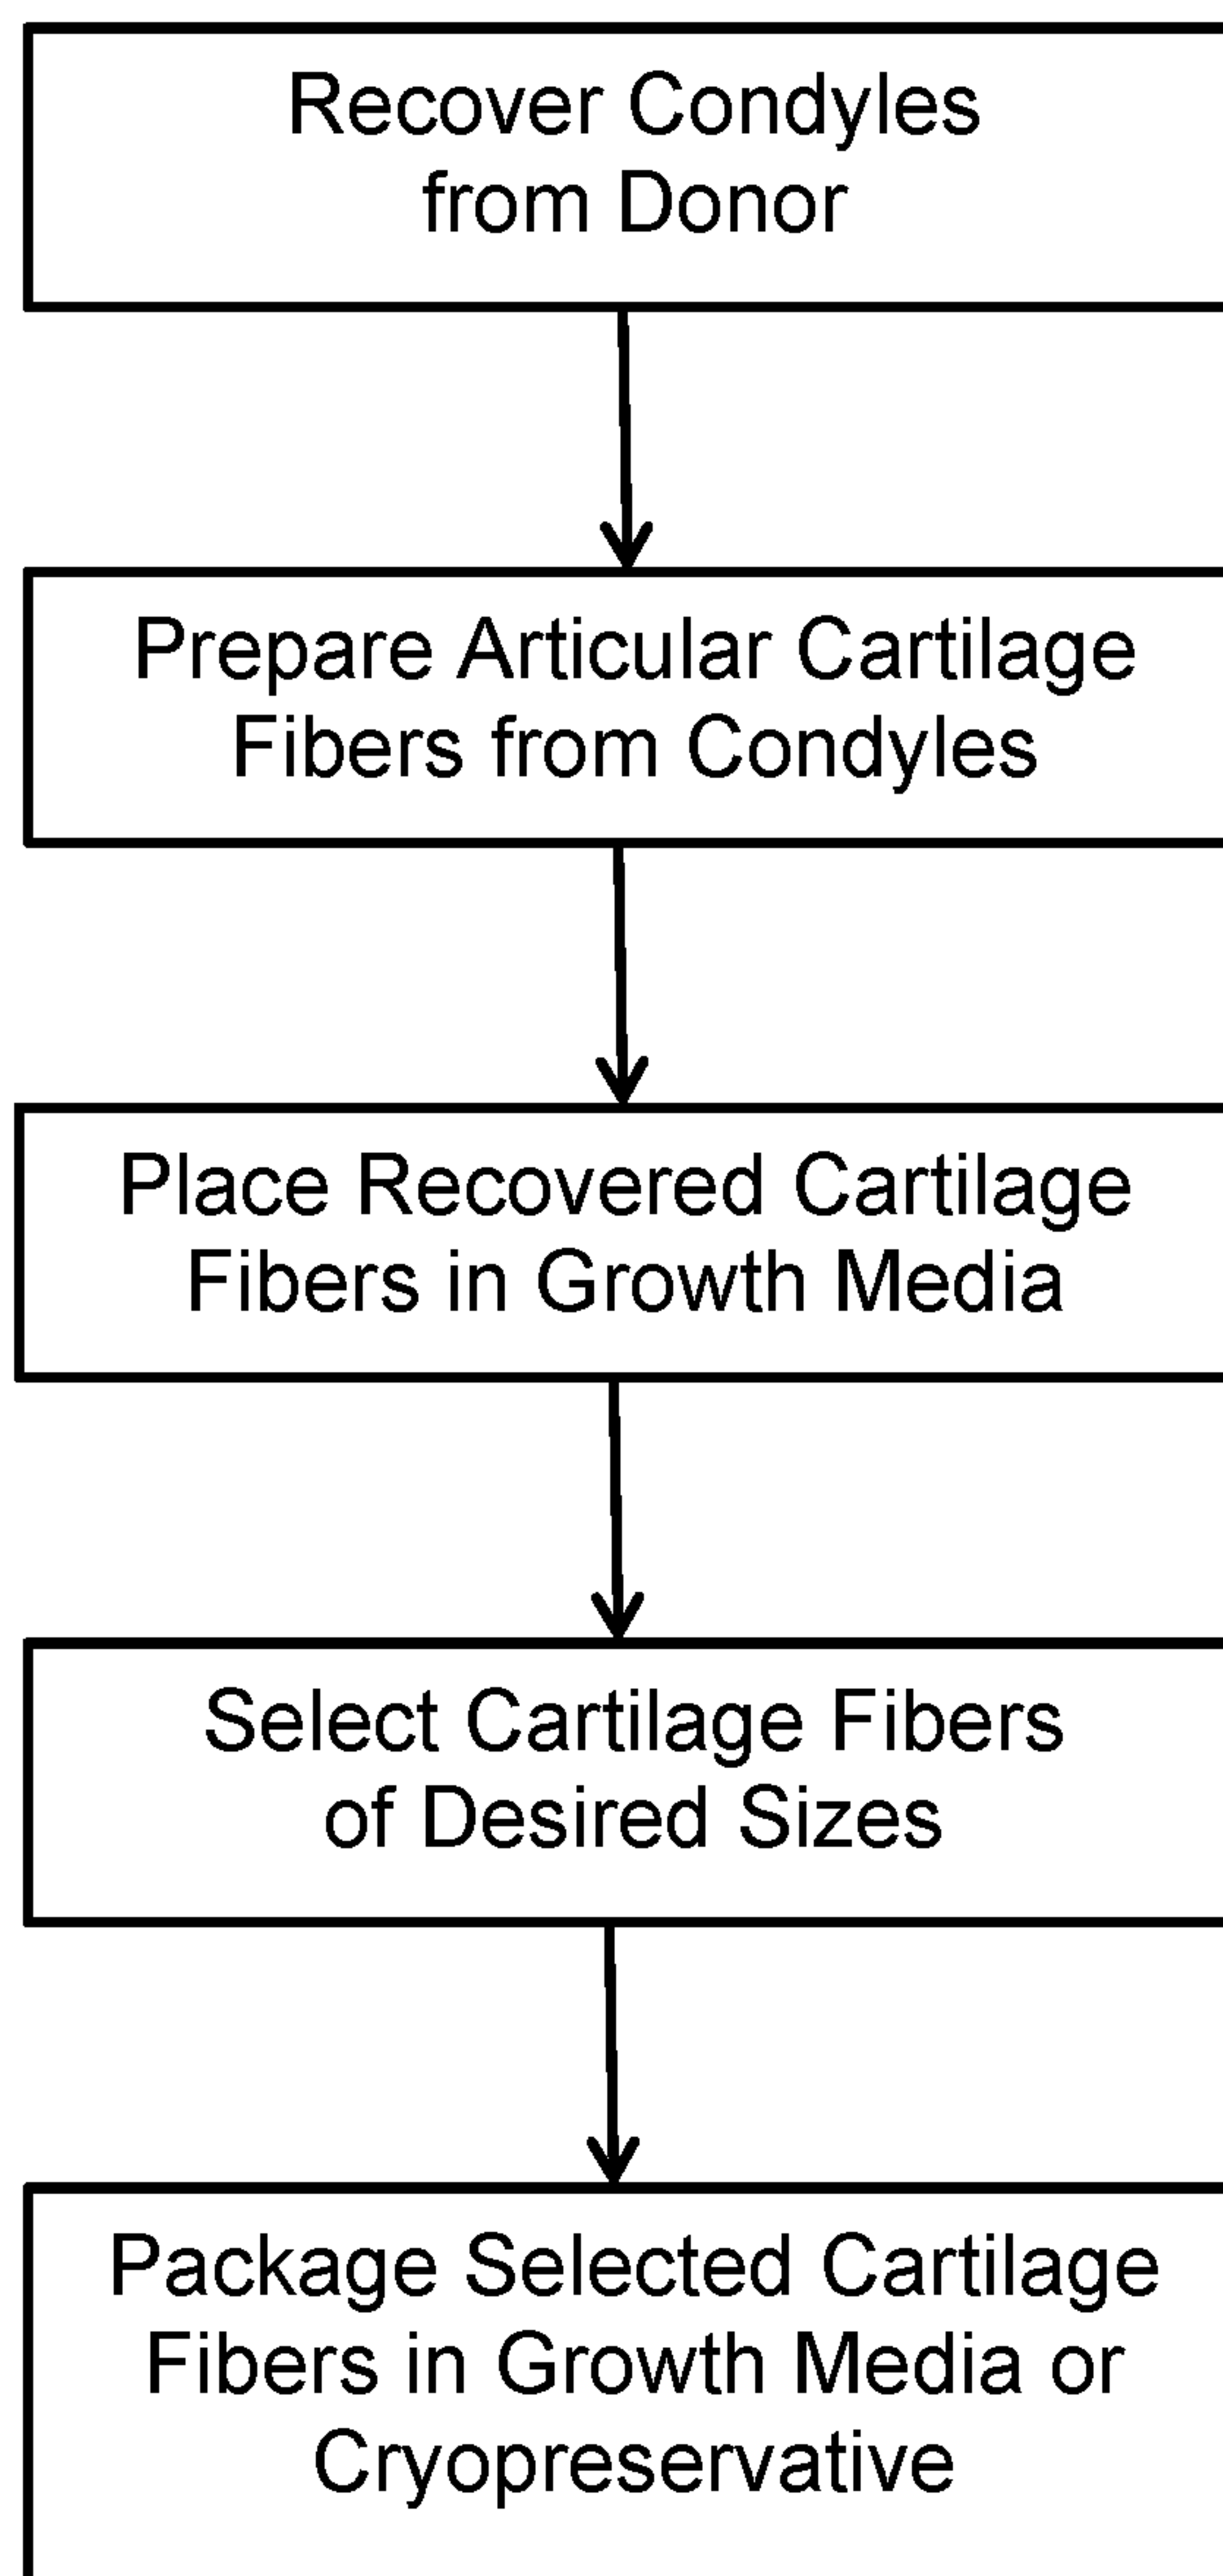 Recover Condyles
from Donor
Prepare Articular Cartilage
Fibers from Condyles
Place Recovered Cartilage
Fibers in Growth Media
Select Cartilage Fibers
of Desired Sizes
Package Selected Cartilage
Fibers in Growth Media or
Cryopreservative